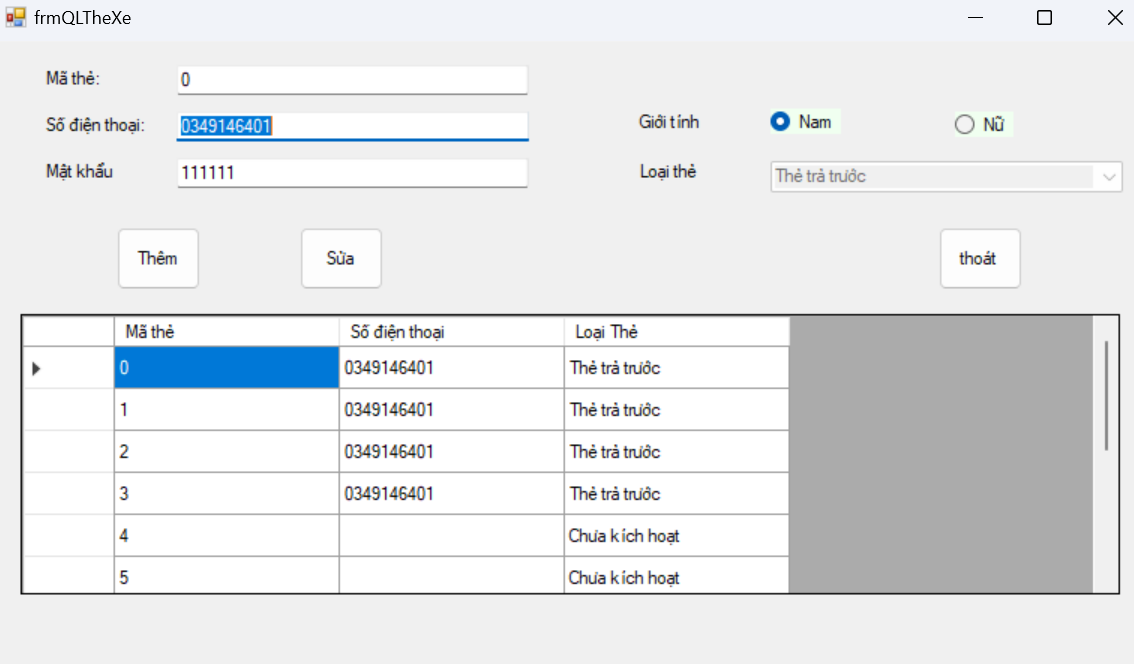 frmQLTheXe
Mã thẻ: 0
Số điện thoại: 0349146401 Giới tính Nam Nữ
Mật khẩu 111111 Loại thẻ Thẻ trả trước
Thêm Sửa thoát
Mã thẻ Số điện thoại Loại Thẻ
0 0349146401 Thẻ trả trước
1 0349146401 Thẻ trả trước
2 0349146401 Thẻ trả trước
3 0349146401 Thẻ trả trước
4 Chưa kích hoạt
5 Chưa kích hoạt